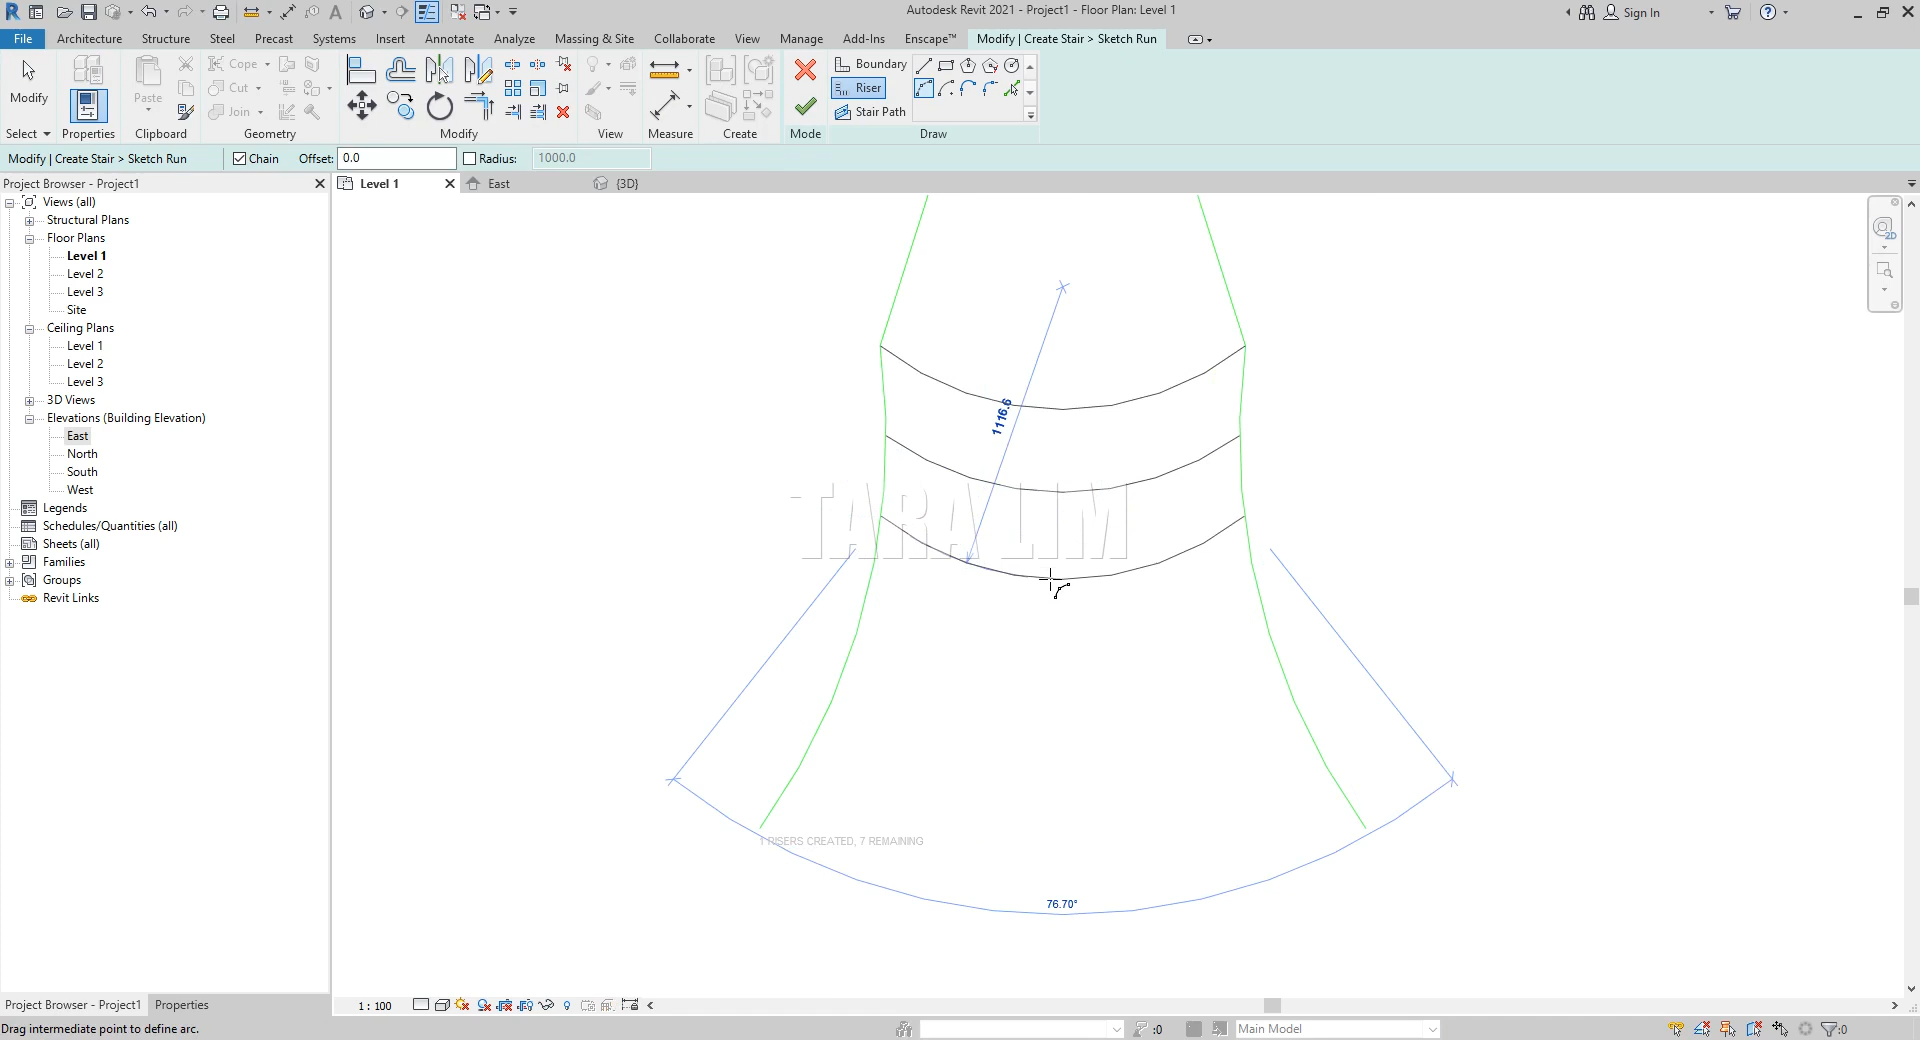 Autodesk Revit 2021 - Project1 - Floor Plan: Level 1
Sign In
File Architecture Structure Steel Precast Systems Insert Annotate Analyze Massing & Site Collaborate View Manage Add-Ins Enscape™ Modify | Create Stair > Sketch Run
Modify
Select
Properties
Paste
Clipboard
Cope
Cut
Join
Geometry
Modify
View
Measure
Create
Mode
Boundary
Riser
Stair Path
Draw
Modify | Create Stair > Sketch Run Chain Offset: 0.0 Radius: 1000.0
Project Browser - Project1
Level 1 East {3D}
Views (all)
Structural Plans
Floor Plans
Level 1
Level 2
Level 3
Site
Ceiling Plans
Level 1
Level 2
Level 3
3D Views
Elevations (Building Elevation)
East
North
South
West
Legends
Schedules/Quantities (all)
Sheets (all)
Families
Groups
Revit Links
2D
1116.6
TARA LIM
1 RISERS CREATED, 7 REMAINING
76.70°
Project Browser - Project1 Properties
1 : 100
Drag intermediate point to define arc.
:0
Main Model
:0